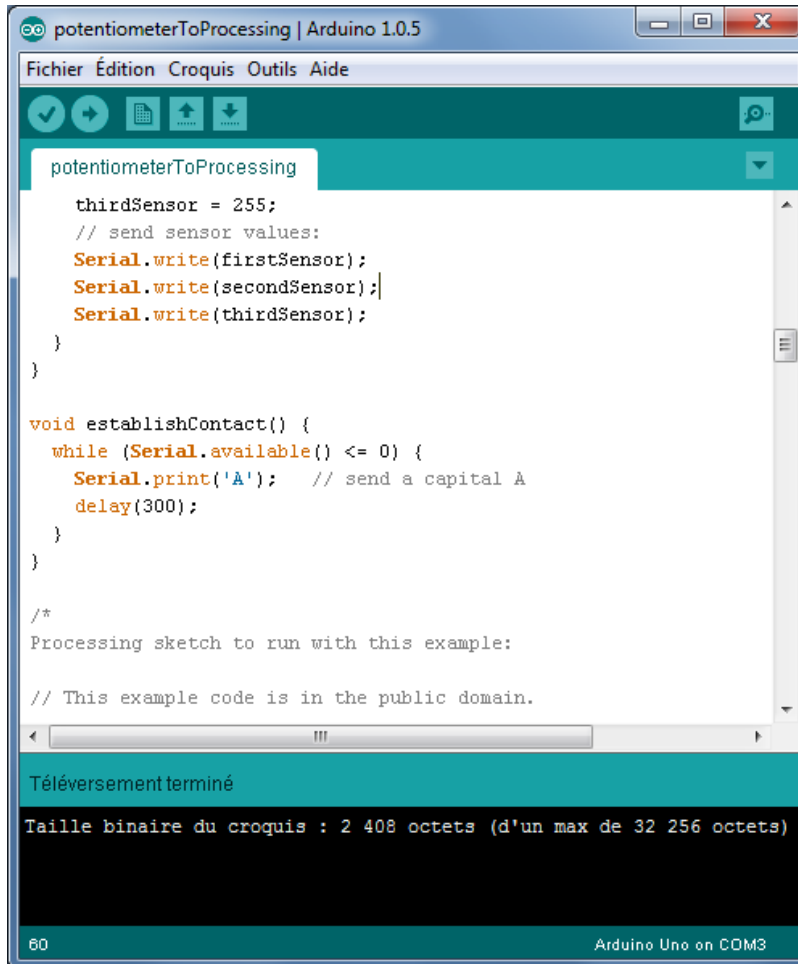 potentiometerToProcessing | Arduino 1.0.5
Fichier Édition Croquis Outils Aide
potentiometerToProcessing
thirdSensor = 255;
// send sensor values:
Serial.write(firstSensor);
Serial.write(secondSensor);
Serial.write(thirdSensor);
}
}
void establishContact() {
while (Serial.available() <= 0) {
Serial.print('A');   // send a capital A
delay(300);
}
}
/*
Processing sketch to run with this example:
// This example code is in the public domain.
Téléversement terminé
Taille binaire du croquis : 2 408 octets (d'un max de 32 256 octets)
60 Arduino Uno on COM3